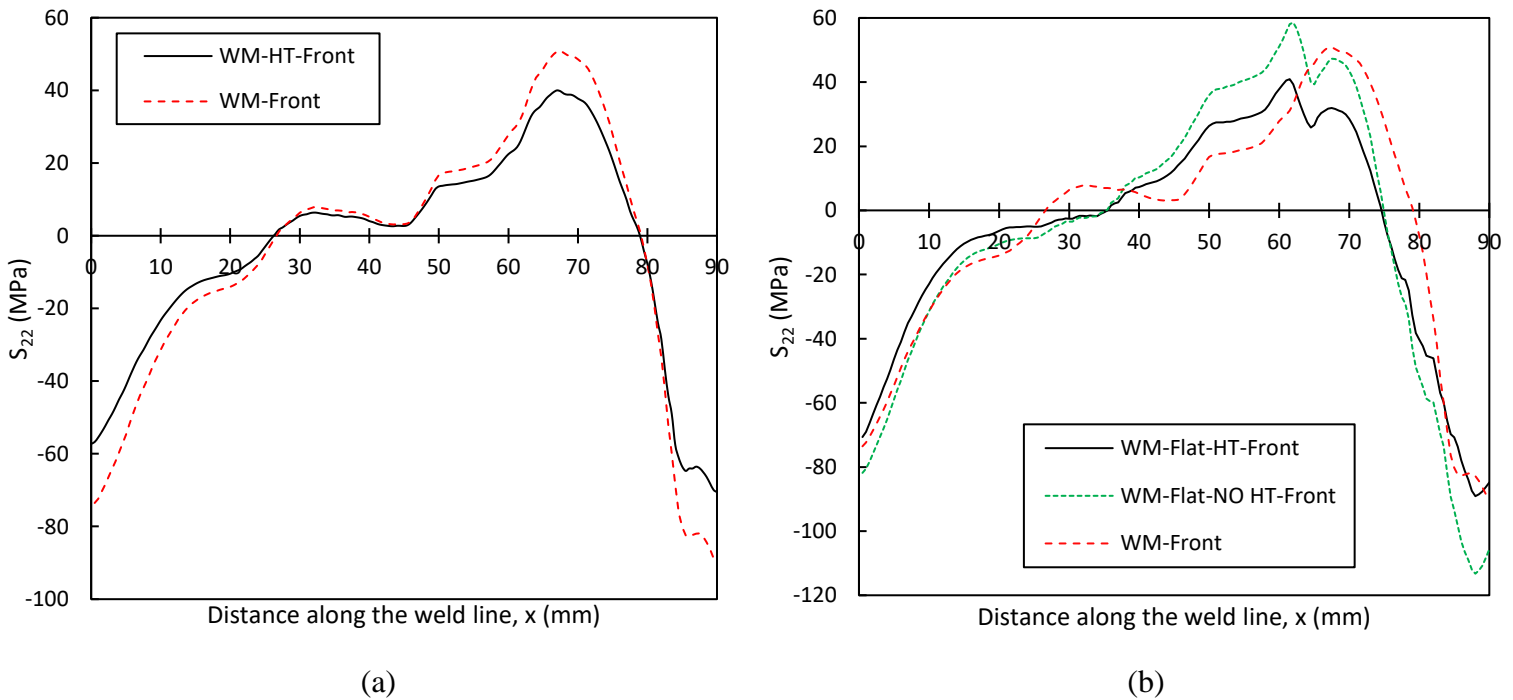 60
40
20
0
-20
-40
-60
-80
-100
0 10 20 30 40 50 60 70 80 90
S22 (MPa)
Distance along the weld line, x (mm)
WM-HT-Front
WM-Front
(a)
60
40
20
0
-20
-40
-60
-80
-100
-120
0 10 20 30 40 50 60 70 80 90
S22 (MPa)
Distance along the weld line, x (mm)
WM-Flat-HT-Front
WM-Flat-NO HT-Front
WM-Front
(b)